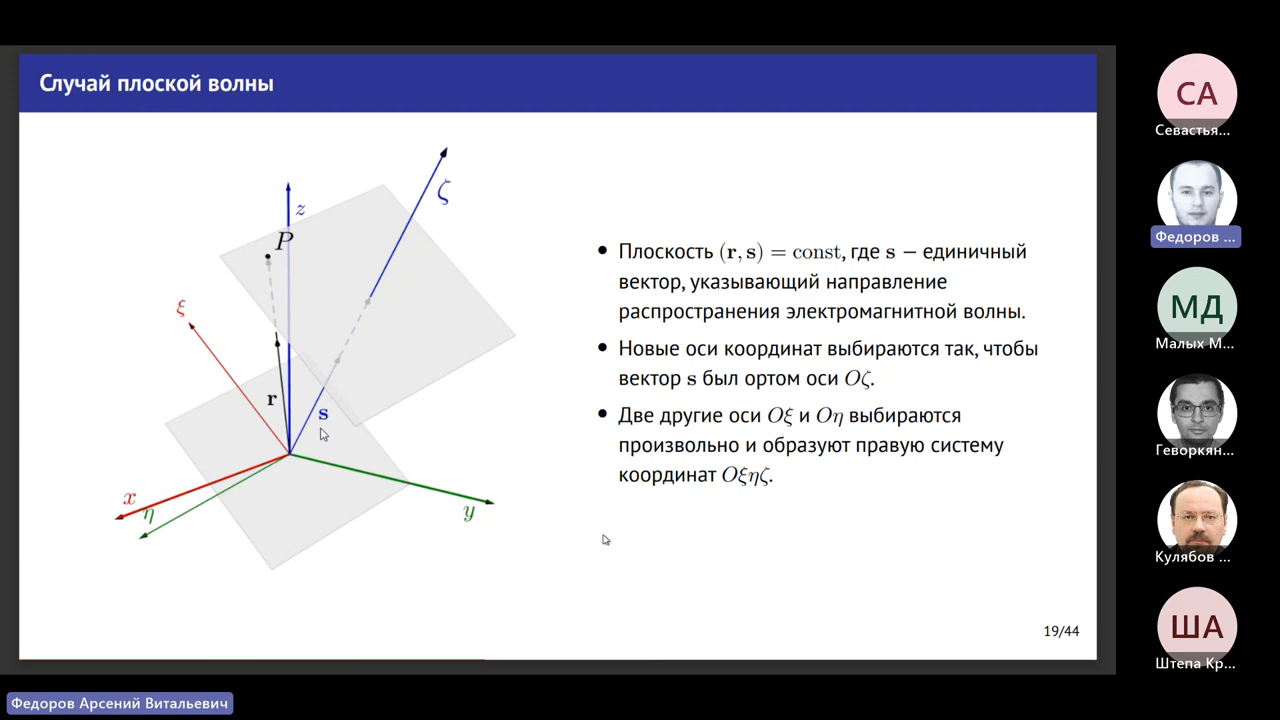 Случай плоской волны
ζ
z
P
ξ
r
s
x
η
y
• Плоскость (r, s) = const, где s — единичный
вектор, указывающий направление
распространения электромагнитной волны.
• Новые оси координат выбираются так, чтобы
вектор s был ортом оси Oζ.
• Две другие оси Oξ и Oη выбираются
произвольно и образуют правую систему
координат Oξηζ.
19/44
СА
Севастья...
Федоров ...
МД
Малых М...
Геворкян...
Кулябов ...
ША
Штепа Кр...
Федоров Арсений Витальевич